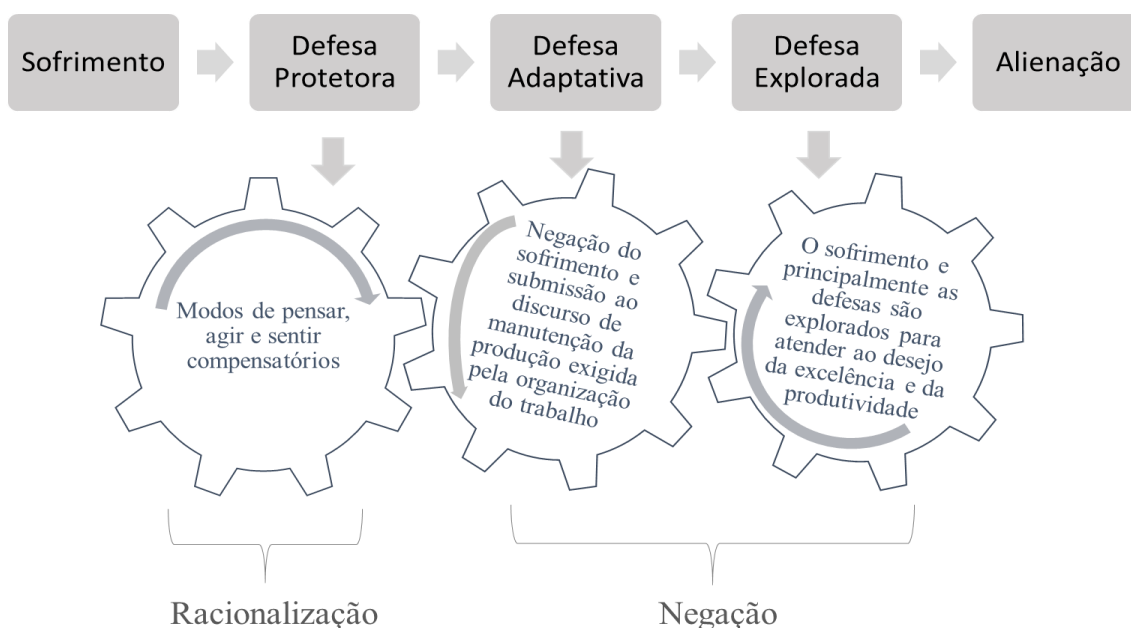 Sofrimento
Defesa
Protetora
Defesa
Adaptativa
Defesa
Explorada
Alienação
Modos de pensar,
agir e sentir
compensatórios
Negação do
sofrimento e
submissão ao
discurso de
manutenção da
produção exigida
pela organização
do trabalho
O sofrimento e
principalmente as
defesas são
explorados para
atender ao desejo
da excelência e da
produtividade
Racionalização
Negação